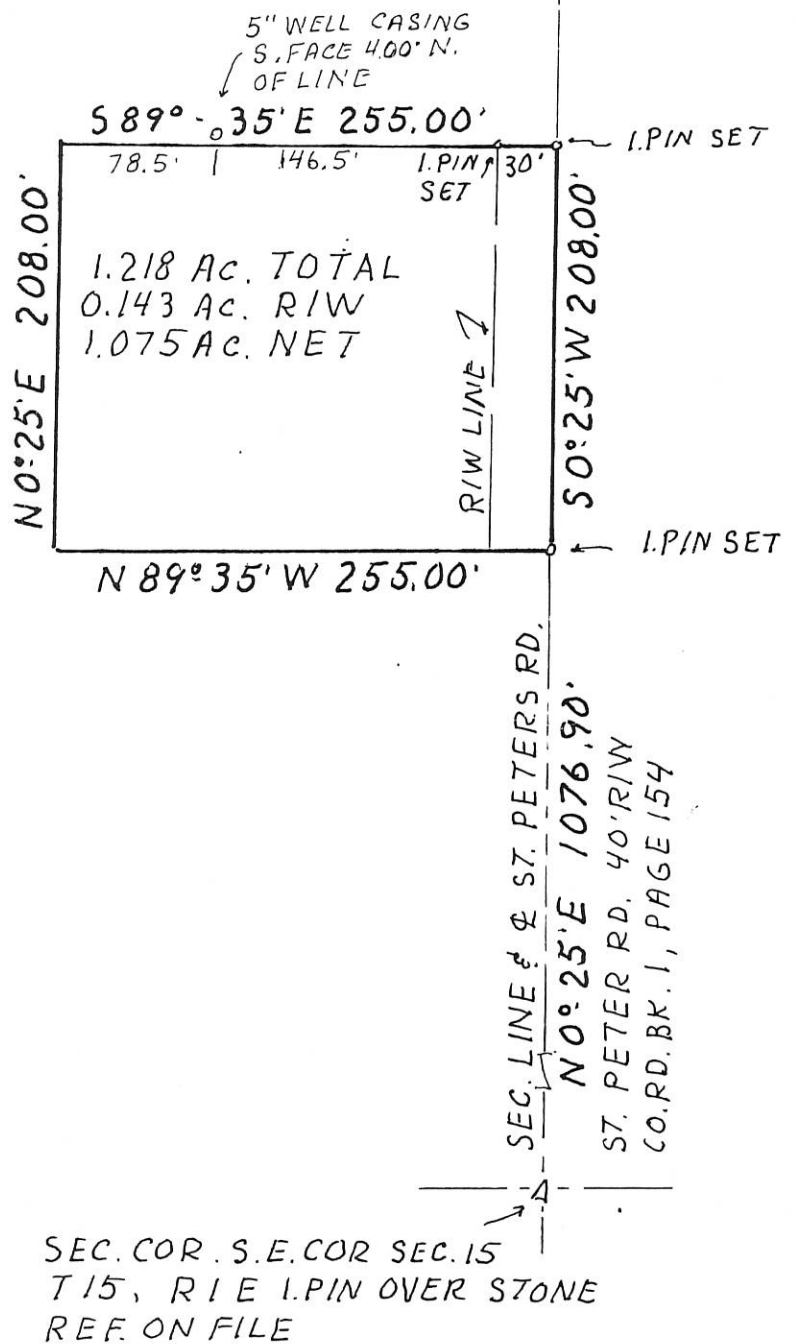 5" WELL CASING
S. FACE 4.00' N.
OF LINE
S 89° - 35' E 255.00'
I.PIN SET
78.5'
146.5'
I.PIN
SET
30'
N 0° 25' E 208.00'
1.218 AC. TOTAL
0.143 AC. R/W
1.075 AC. NET
R/W LINE
S 0° 25' W 208.00'
I.PIN SET
N 89° 35' W 255.00'
SEC. LINE & ℄ ST. PETERS RD.
N 0° 25' E 1076.90'
ST. PETER RD. 40' R/W
CO. RD. BK. 1, PAGE 154
SEC. COR. S.E. COR SEC. 15
T 15, R 1 E I.PIN OVER STONE
REF. ON FILE